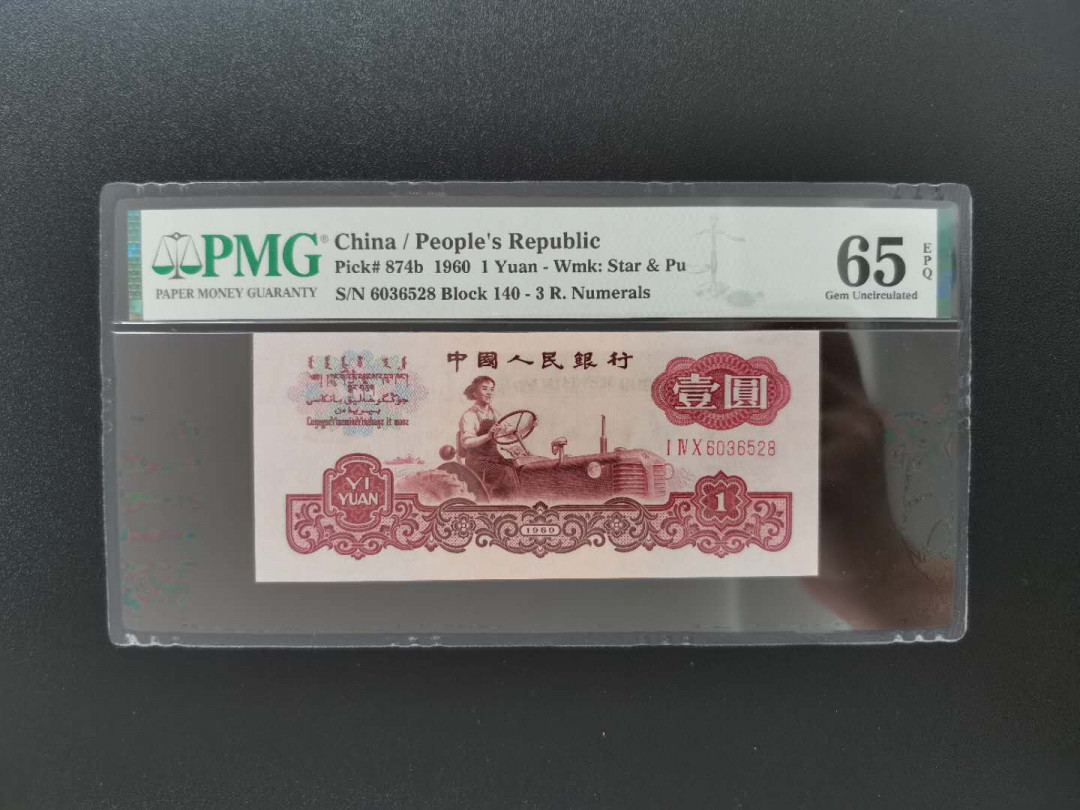 PMG®
PAPER MONEY GUARANTY
China / People's Republic
Pick# 874b 1960 1 Yuan - Wmk: Star & Pu
S/N 6036528 Block 140 - 3 R. Numerals
65
EPQ
Gem Uncirculated
中國人民銀行
壹圓
I IV X 6036528
YI
YUAN
1960
1